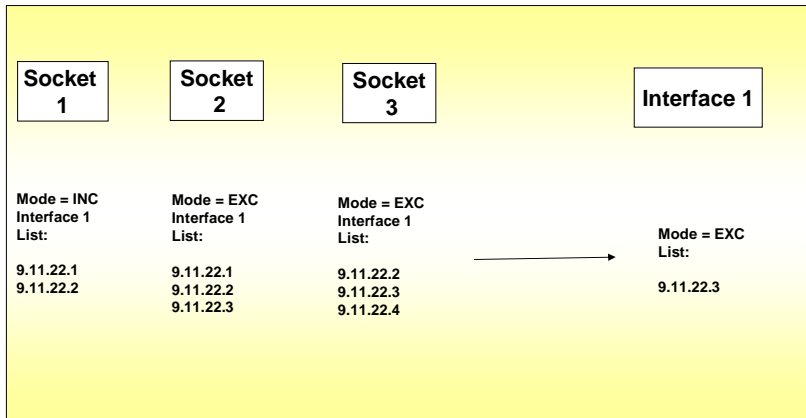 Socket
1
Socket
2
Socket
3
Interface 1
Mode = INC
Interface 1
List:
9.11.22.1
9.11.22.2
Mode = EXC
Interface 1
List:
9.11.22.1
9.11.22.2
9.11.22.3
Mode = EXC
Interface 1
List:
9.11.22.2
9.11.22.3
9.11.22.4
Mode = EXC
List:
9.11.22.3